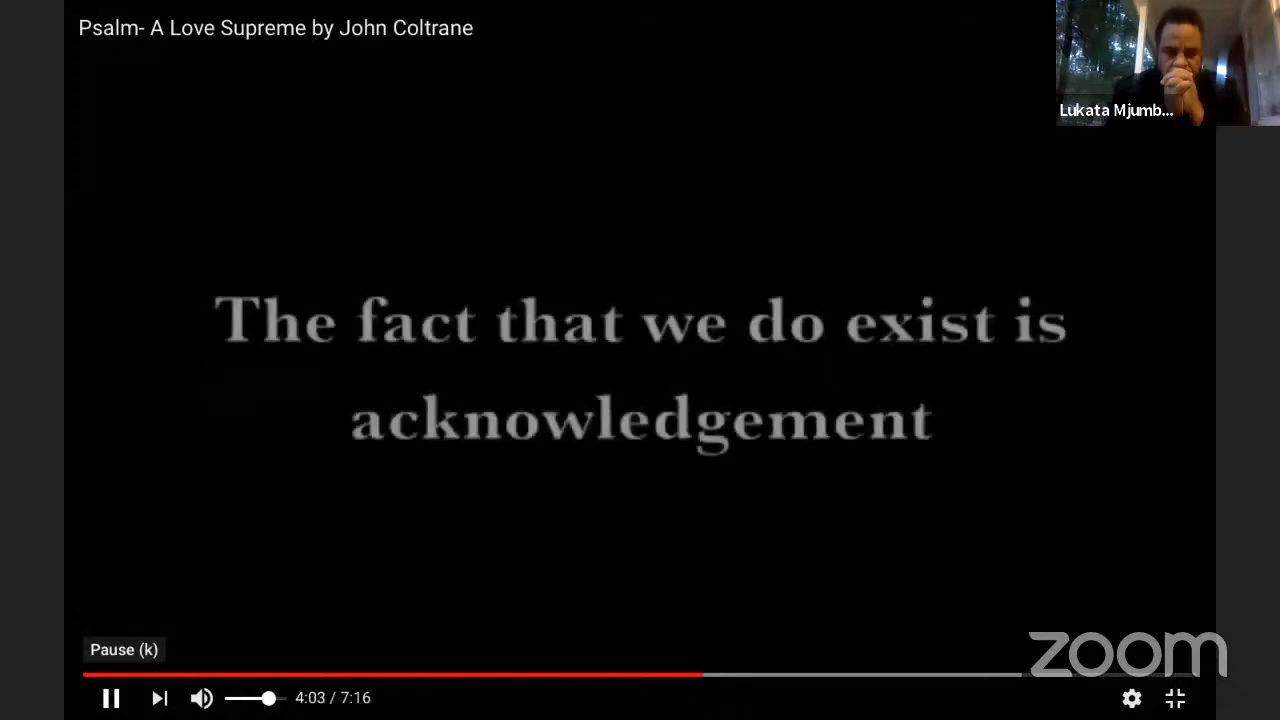 Psalm- A Love Supreme by John Coltrane
Lukata Mjumb...
The fact that we do exist is
acknowledgement
Pause (k)
4:03 / 7:16
zoom